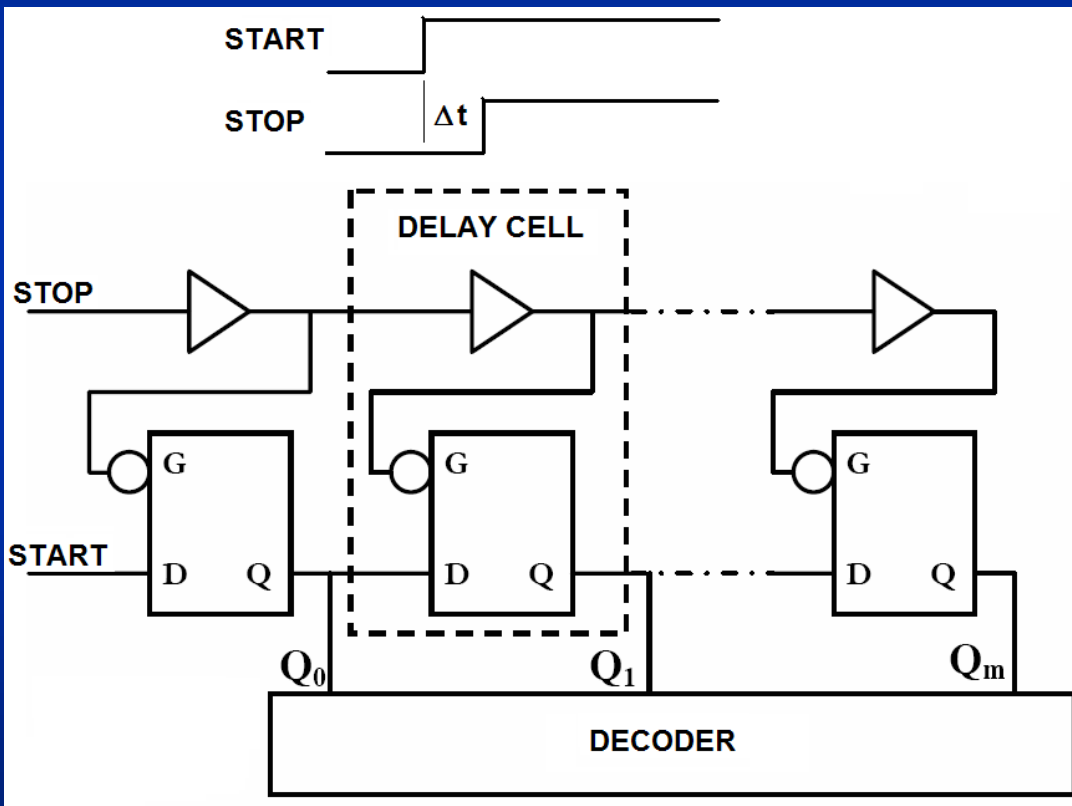 START
STOP
Δt
DELAY CELL
STOP
G
G
G
START
D Q
D Q
D Q
Q0
Q1
Qm
DECODER